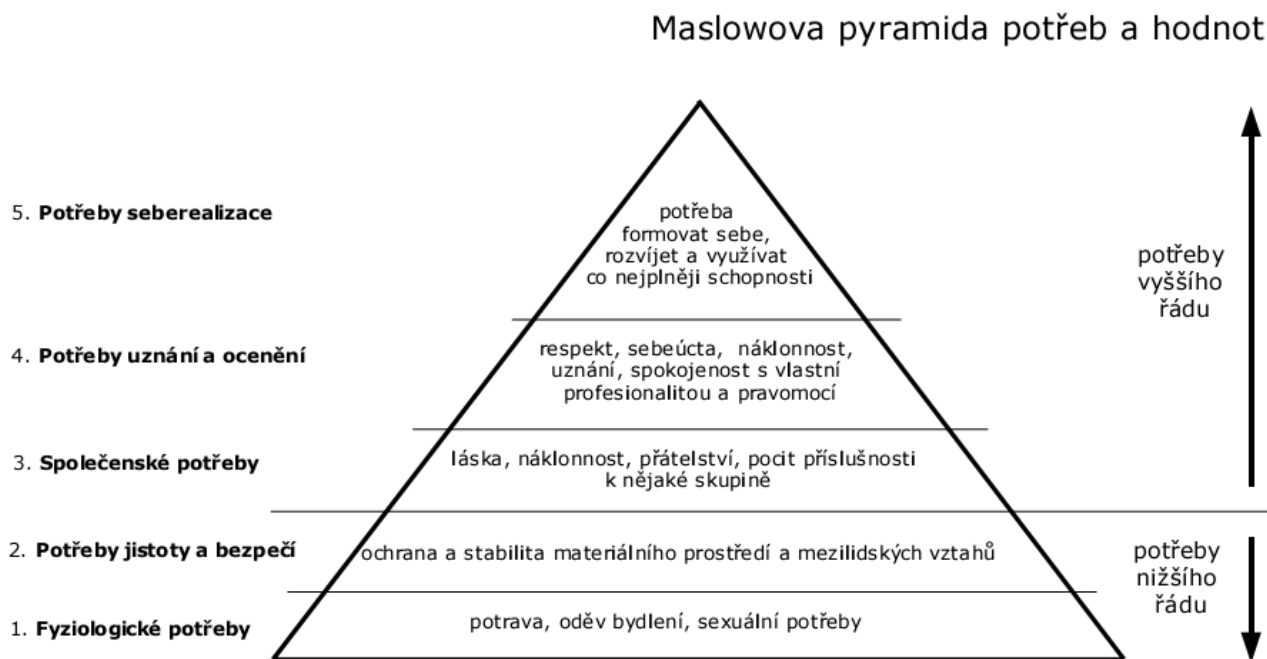 Maslowova pyramida potřeb a hodnot
5. Potřeby seberealizace
potřeba
formovat sebe,
rozvíjet a využívat
co nejplněji schopnosti
potřeby
vyššího
řádu
4. Potřeby uznání a ocenění
respekt, sebeúcta, náklonnost,
uznání, spokojenost s vlastní
profesionalitou a pravomocí
3. Společenské potřeby
láska, náklonnost, přátelství, pocit příslušnosti
k nějaké skupině
2. Potřeby jistoty a bezpečí
ochrana a stabilita materiálního prostředí a mezilidských vztahů
potřeby
nižšího
řádu
1. Fyziologické potřeby
potrava, oděv bydlení, sexuální potřeby